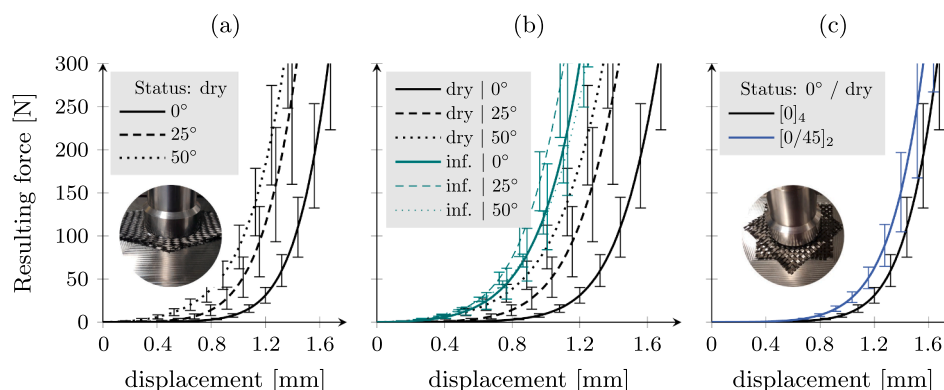 (a)
(b)
(c)
Resulting force [N]
300
250
200
150
100
50
0
Status: dry
0°
25°
50°
0 0.4 0.8 1.2 1.6
displacement [mm]
dry | 0°
dry | 25°
dry | 50°
inf. | 0°
inf. | 25°
inf. | 50°
0 0.4 0.8 1.2 1.6
displacement [mm]
Status: 0° / dry
[0]₄
[0/45]₂
0 0.4 0.8 1.2 1.6
displacement [mm]